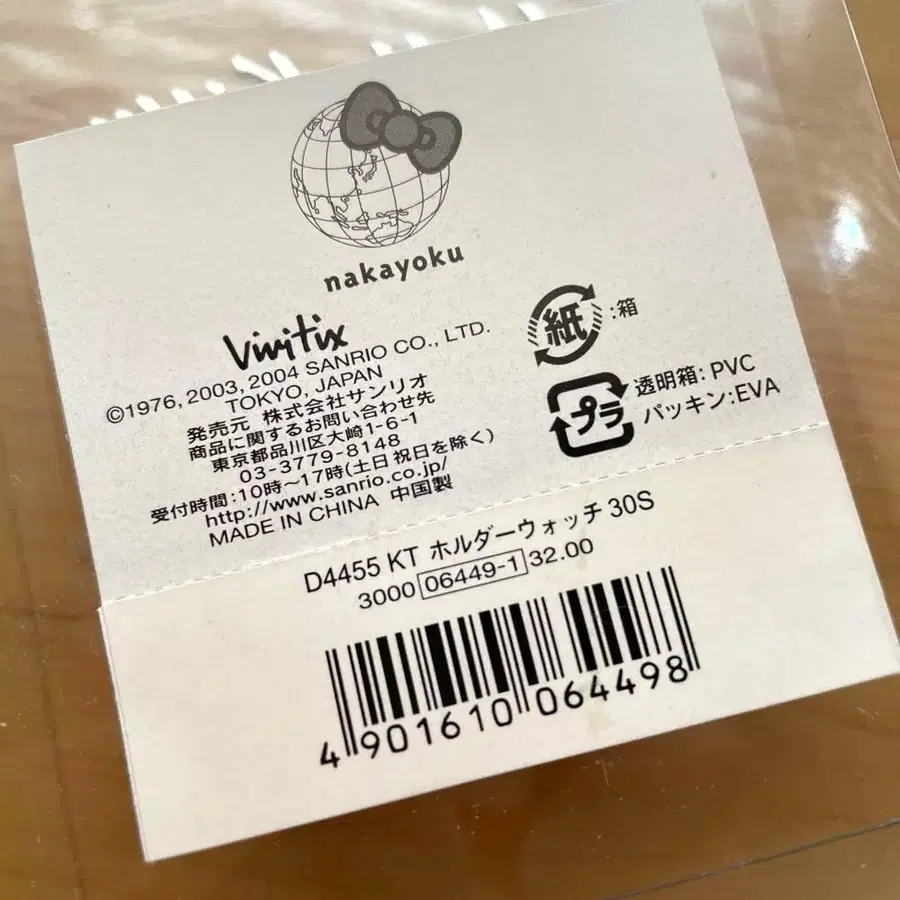 nakayoku
Vivitix
©1976, 2003, 2004 SANRIO CO., LTD.
TOKYO, JAPAN
発売元 株式会社サンリオ
商品に関するお問い合わせ先
東京都品川区大崎1-6-1
03-3779-8148
受付時間:10時〜17時(土日祝日を除く)
http://www.sanrio.co.jp/
MADE IN CHINA 中国製
紙:箱
プラ 透明箱:PVC
パッキン:EVA
D4455 KT ホルダーウォッチ 30S
3000 06449-1 32.00
4 901610 064498